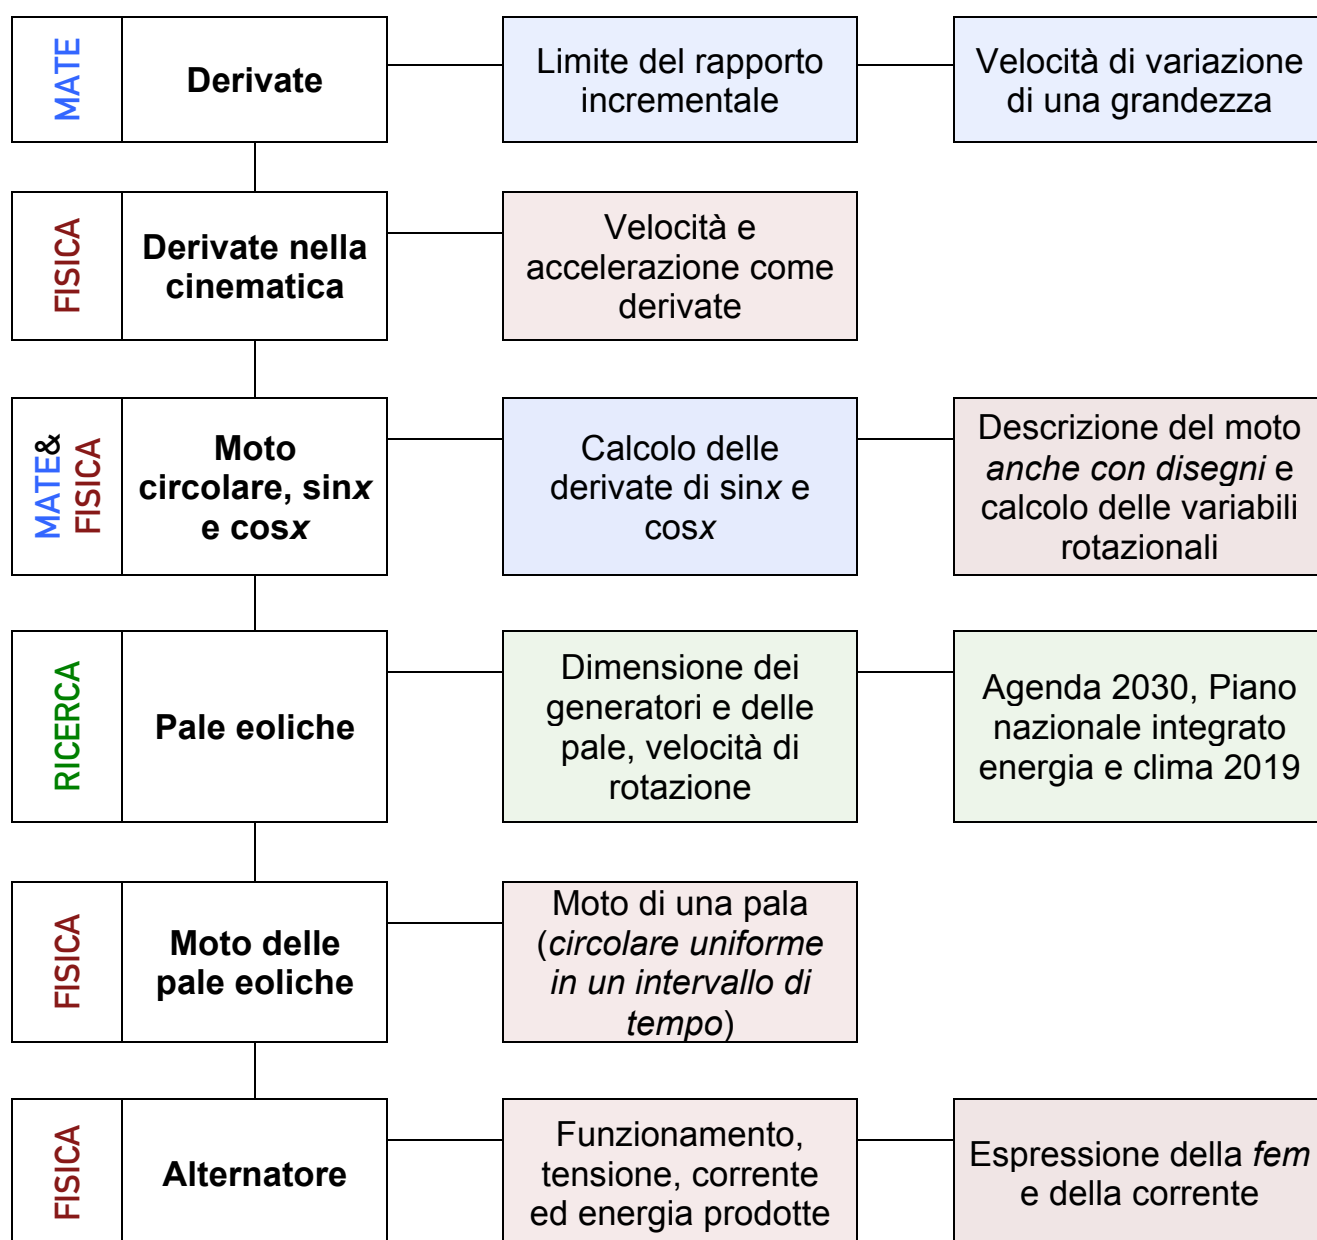 MATE
Derivate
Limite del rapporto
incrementale
Velocità di variazione
di una grandezza
FISICA
Derivate nella
cinematica
Velocità e
accelerazione come
derivate
MATE&
FISICA
Moto
circolare, sinx
e cosx
Calcolo delle
derivate di sinx e
cosx
Descrizione del moto
anche con disegni e
calcolo delle variabili
rotazionali
RICERCA
Pale eoliche
Dimensione dei
generatori e delle
pale, velocità di
rotazione
Agenda 2030, Piano
nazionale integrato
energia e clima 2019
FISICA
Moto delle
pale eoliche
Moto di una pala
(circolare uniforme
in un intervallo di
tempo)
FISICA
Alternatore
Funzionamento,
tensione, corrente
ed energia prodotte
Espressione della fem
e della corrente